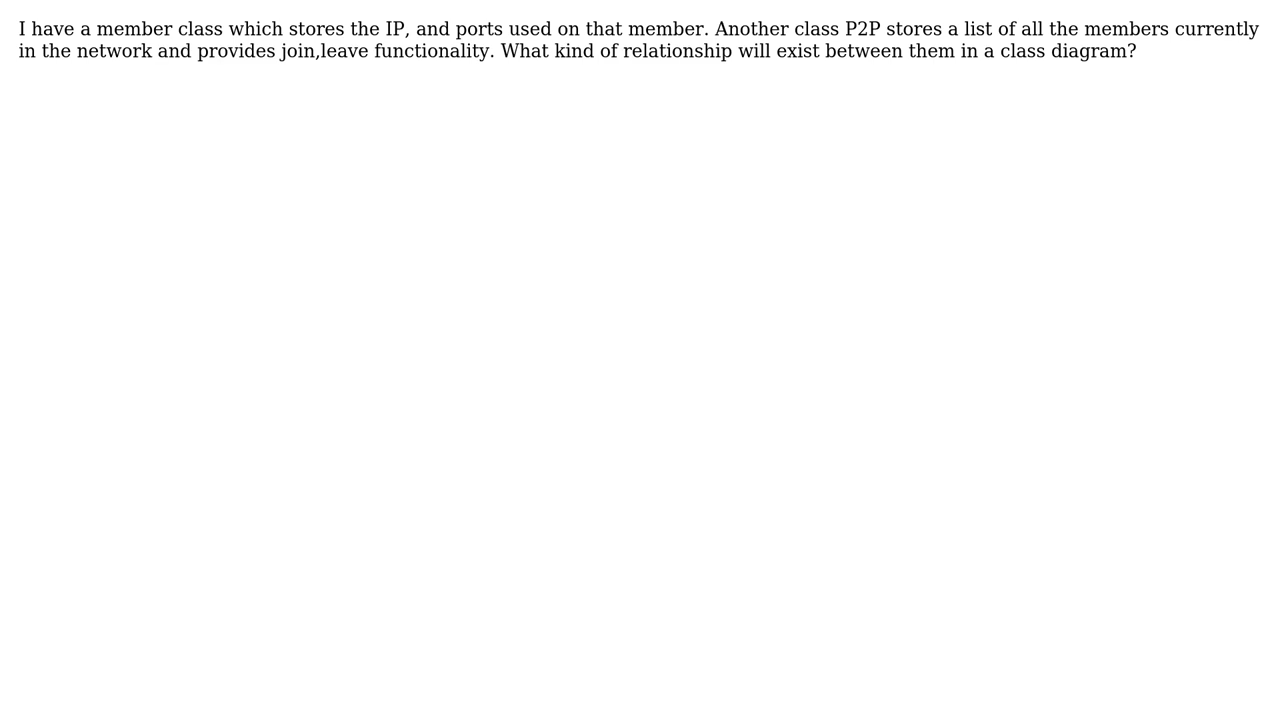 I have a member class which stores the IP, and ports used on that member. Another class P2P stores a list of all the members currently
in the network and provides join,leave functionality. What kind of relationship will exist between them in a class diagram?